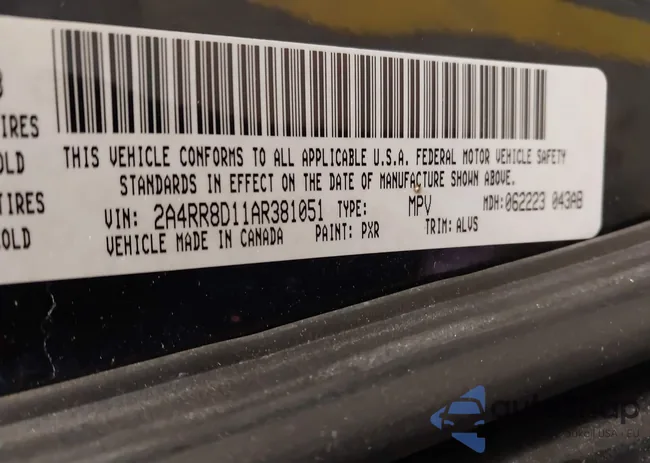 IRES
OLD
THIS VEHICLE CONFORMS TO ALL APPLICABLE U.S.A. FEDERAL MOTOR VEHICLE SAFETY
STANDARDS IN EFFECT ON THE DATE OF MANUFACTURE SHOWN ABOVE.
IRES
COLD
VIN: 2A4RR8D11AR381051 TYPE: MPV MDH: 062223 043AB
VEHICLE MADE IN CANADA PAINT: PXR TRIM: ALVS